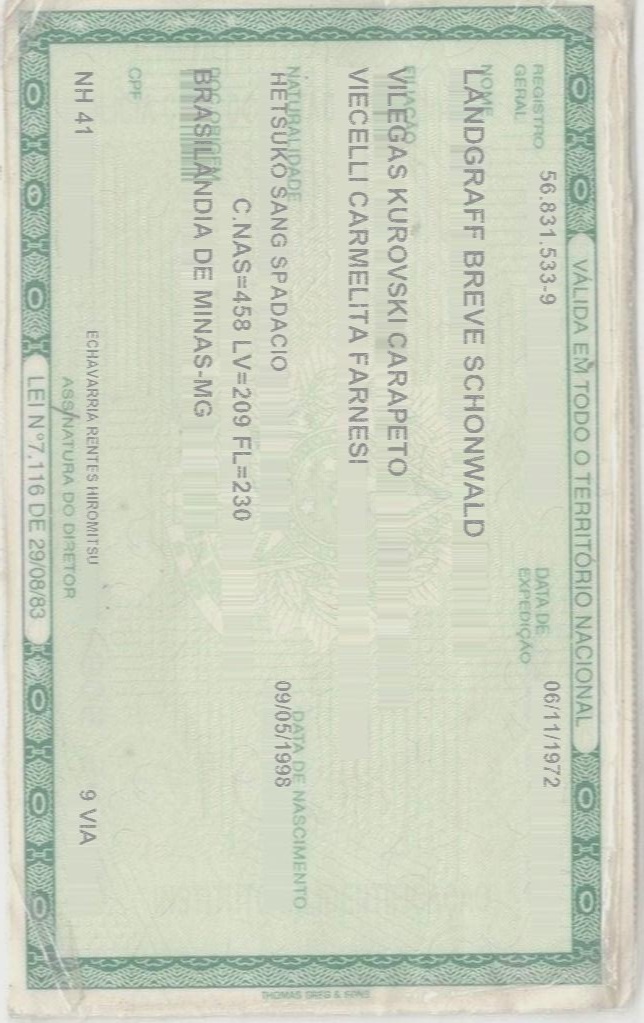 VÁLIDA EM TODO O TERRITÓRIO NACIONAL
REGISTRO GERAL 56.831.533-9 DATA DE EXPEDIÇÃO 06/11/1972
NOME
LANDGRAFF BREVE SCHONWALD
FILIAÇÃO
VILEGAS KUROVSKI CARAPETO
VIECELLI CARMELITA FARNESI
NATURALIDADE DATA DE NASCIMENTO
HETSUKO SANG SPADACIO 09/05/1998
C.NAS=458 LV=209 FL=230
DOC ORIGEM
BRASILANDIA DE MINAS-MG
CPF
NH 41 9 VIA
ECHAVARRIA RENTES HIROMITSU
ASSINATURA DO DIRETOR
LEI Nº7.116 DE 29/08/83
THOMAS GREG & SONS